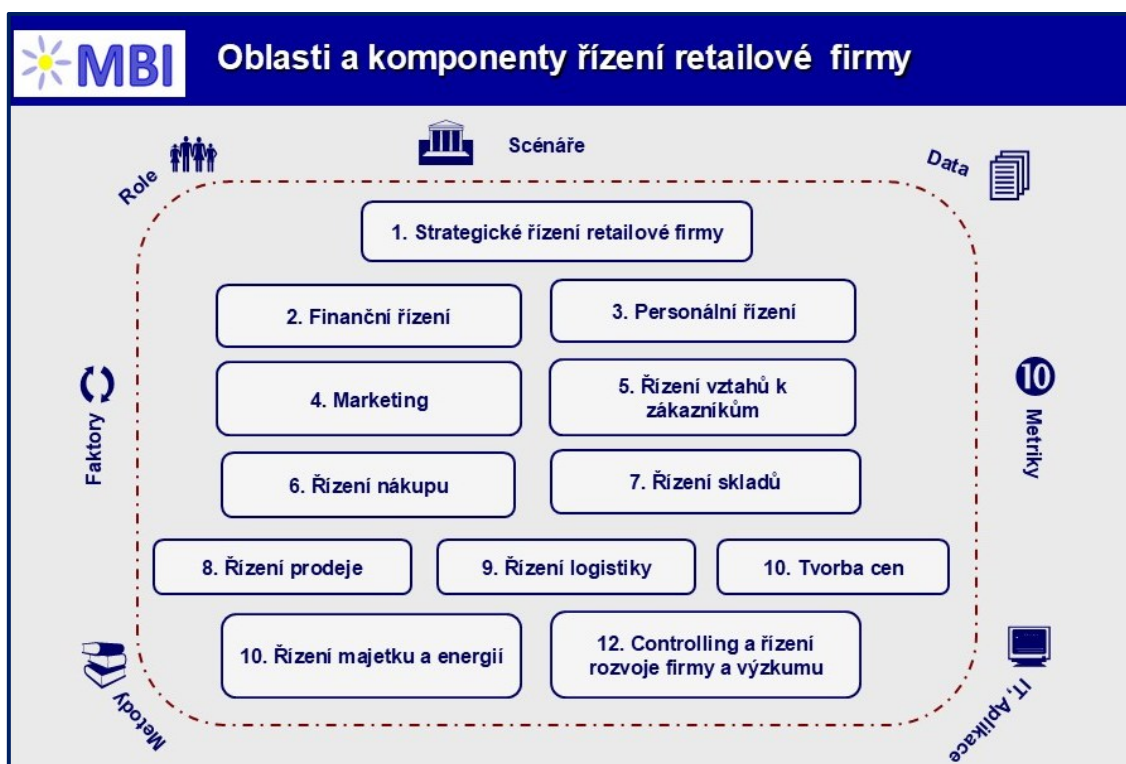 MBI
Oblasti a komponenty řízení retailové firmy
Role
Scénáře
Data
1. Strategické řízení retailové firmy
2. Finanční řízení
3. Personální řízení
4. Marketing
5. Řízení vztahů k
zákazníkům
Faktory
10
Metriky
6. Řízení nákupu
7. Řízení skladů
8. Řízení prodeje
9. Řízení logistiky
10. Tvorba cen
10. Řízení majetku a energií
12. Controlling a řízení
rozvoje firmy a výzkumu
Metody
IT, Aplikace